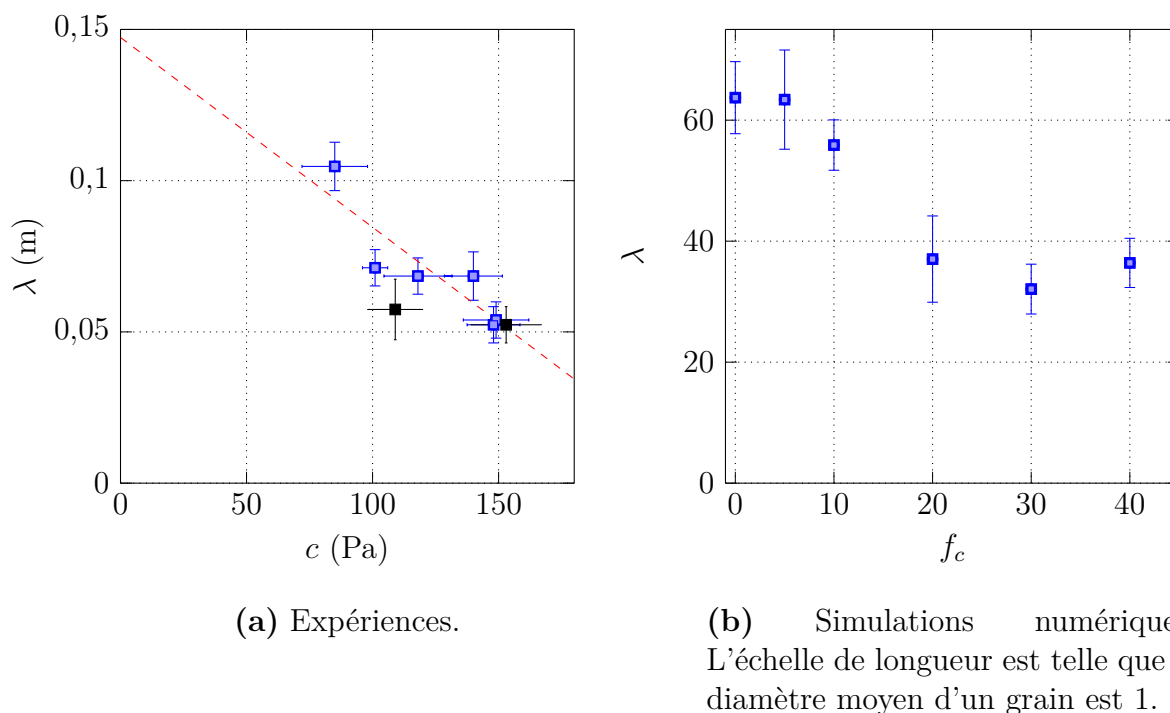 0,15
0,1
0,05
0
λ (m)
0
50
100
150
c (Pa)
(a) Expériences.
60
40
20
0
λ
0
10
20
30
40
f_c
(b) Simulations numérique
L'échelle de longueur est telle que
diamètre moyen d'un grain est 1.